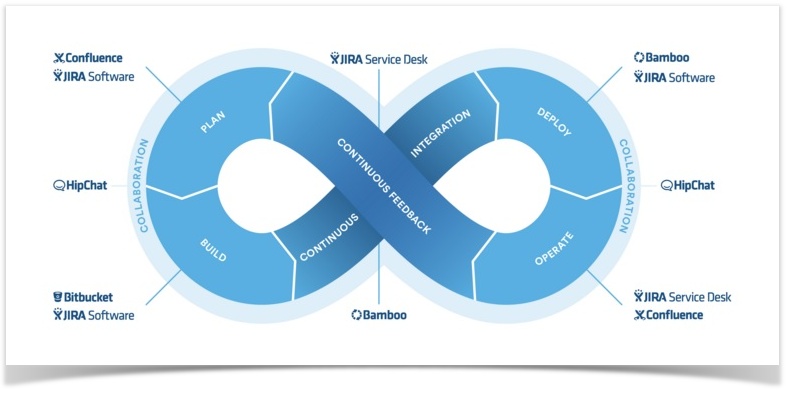 Confluence
JIRA Software
JIRA Service Desk
Bamboo
JIRA Software
PLAN
INTEGRATION
DEPLOY
COLLABORATION
CONTINUOUS FEEDBACK
COLLABORATION
HipChat
HipChat
BUILD
CONTINUOUS
OPERATE
Bitbucket
JIRA Software
Bamboo
JIRA Service Desk
Confluence